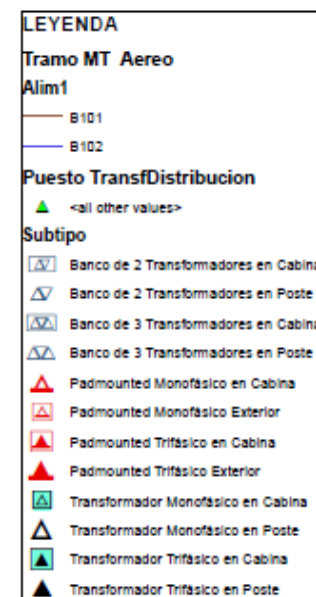 LEYENDA
Tramo MT Aereo
Alim1
B101
B102
Puesto TransfDistribucion
<all other values>
Subtipo
Banco de 2 Transformadores en Cabina
Banco de 2 Transformadores en Poste
Banco de 3 Transformadores en Cabina
Banco de 3 Transformadores en Poste
Padmounted Monofásico en Cabina
Padmounted Monofásico Exterior
Padmounted Trifásico en Cabina
Padmounted Trifásico Exterior
Transformador Monofásico en Cabina
Transformador Monofásico en Poste
Transformador Trifásico en Cabina
Transformador Trifásico en Poste